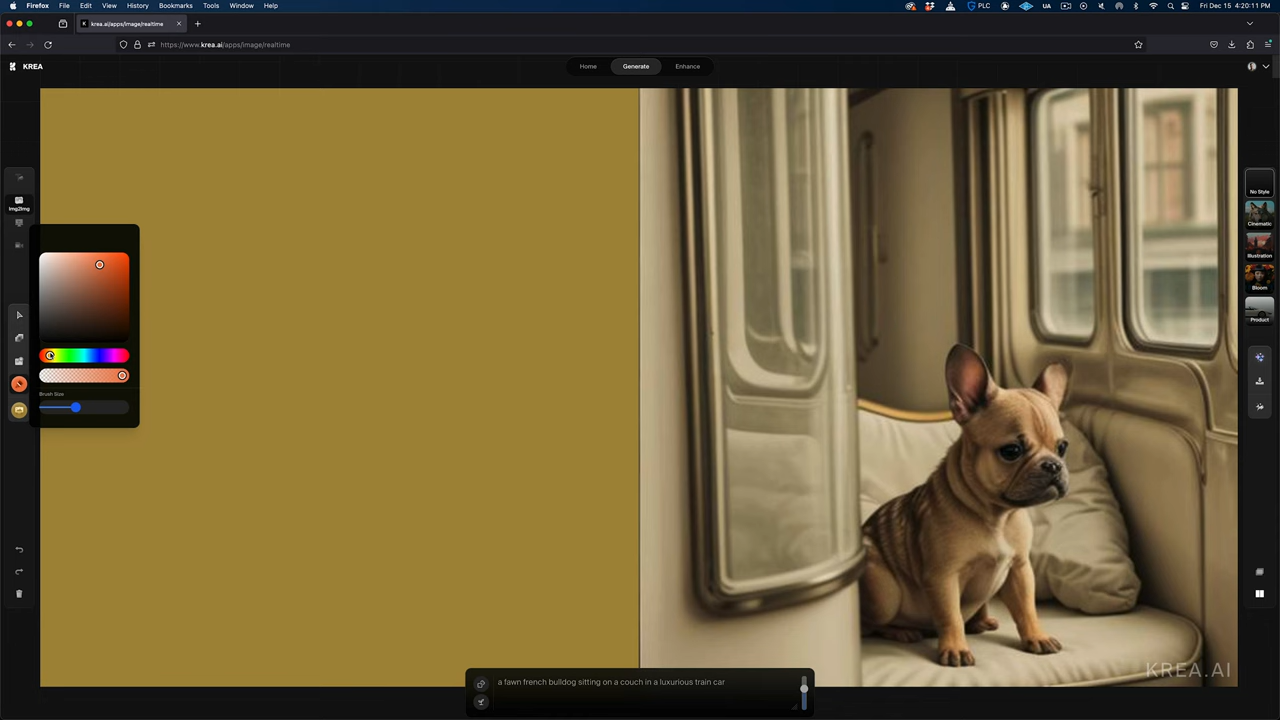 Firefox File Edit View History Bookmarks Tools Window Help PLC UA Fri Dec 15 4:20:11 PM
krea.ai/apps/image/realtime
https://www.krea.ai/apps/image/realtime
KREA
Home Generate Enhance
No Style
Img2Img
Cinematic
Illustration
Bloom
Product
Brush Size
KREA.AI
a fawn french bulldog sitting on a couch in a luxurious train car